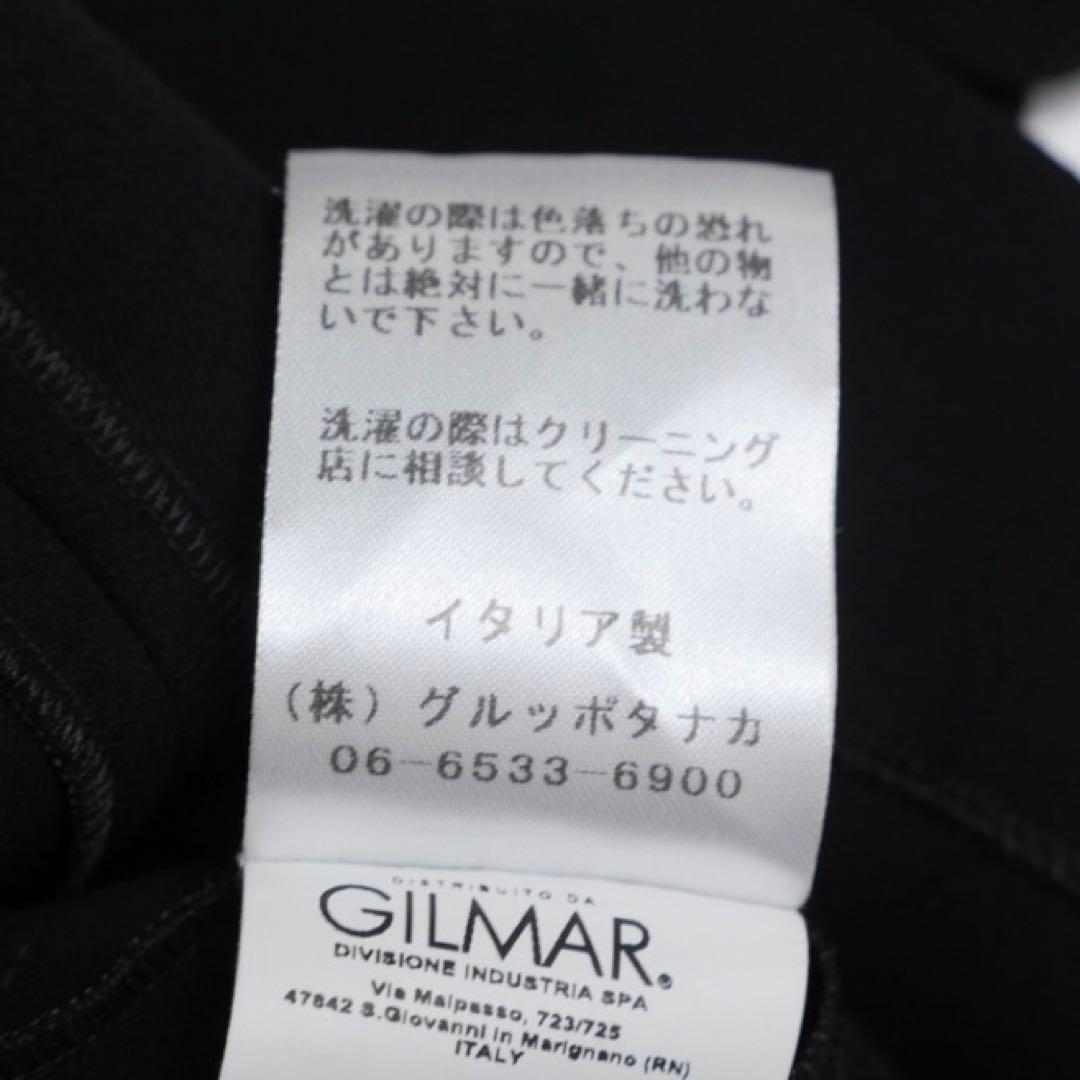 洗濯の際は色落ちの恐れ
がありますので、他の物
とは絶対に一緒に洗わな
いで下さい。
洗濯の際はクリーニング
店に相談してください。
イタリア製
(株)グルッポタナカ
06-6533-6900
DISTRIBUITO DA:
GILMAR®
DIVISIONE INDUSTRIA SPA
Via Malpasso, 723/725
47842 S.Giovanni in Marignano (RN)
ITALY